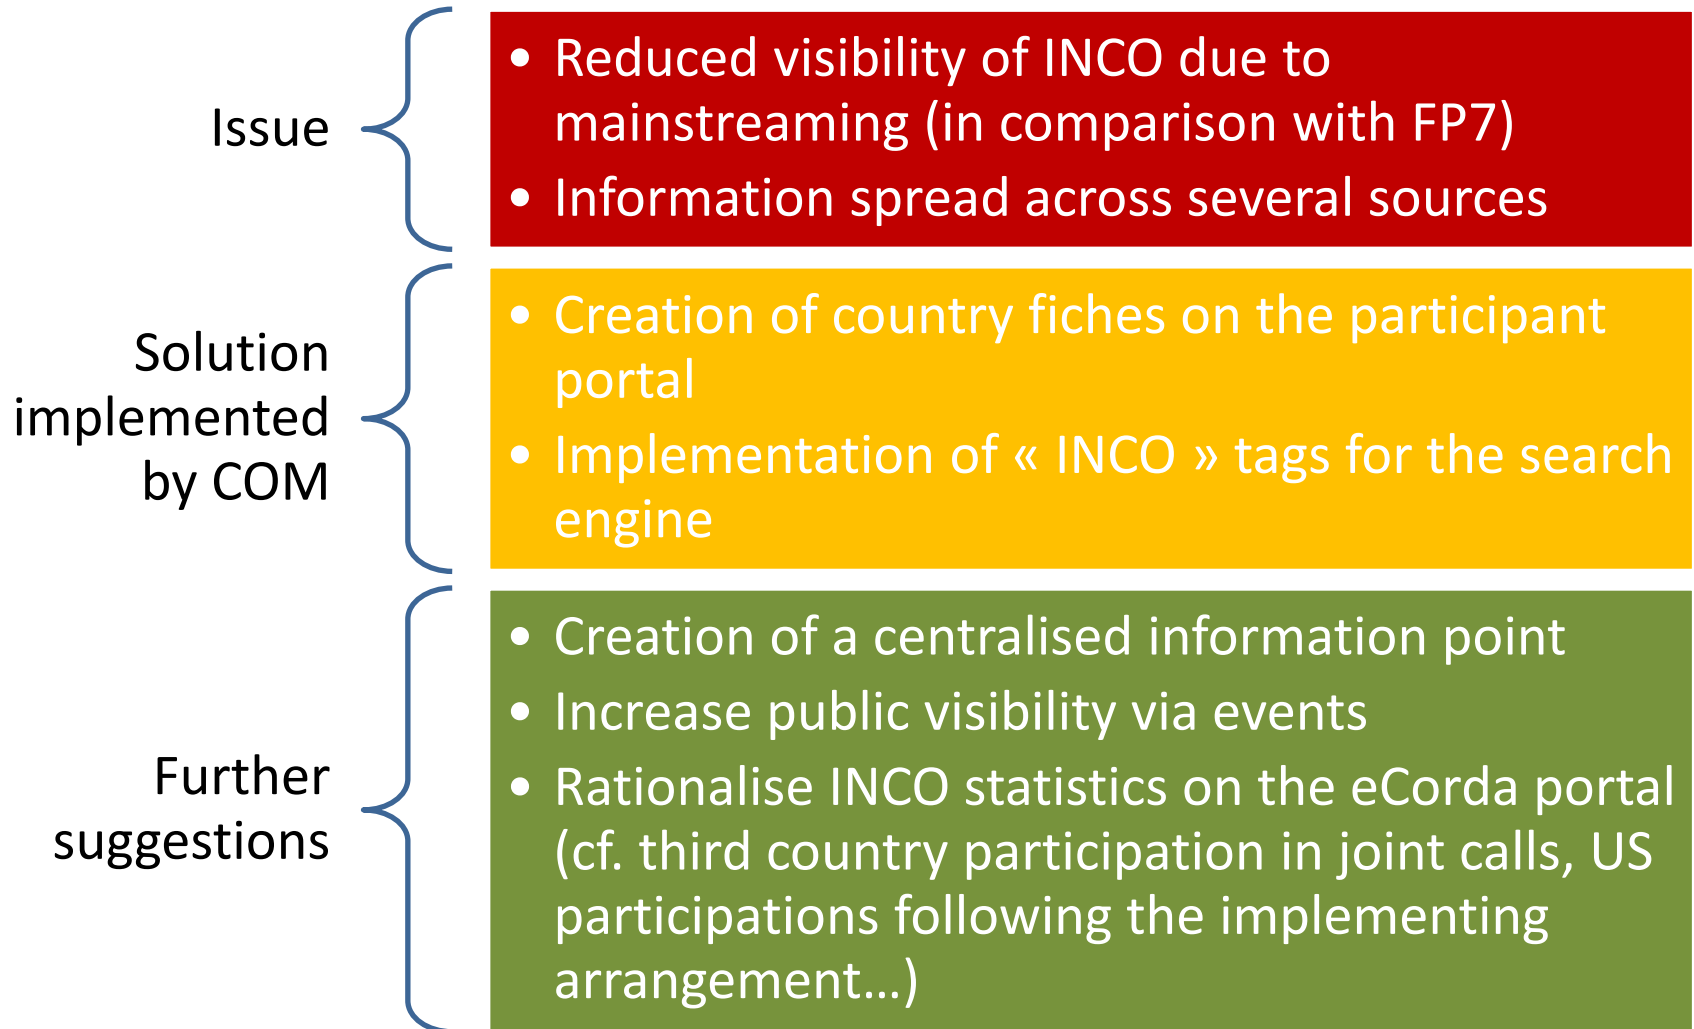 Issue
• Reduced visibility of INCO due to
mainstreaming (in comparison with FP7)
• Information spread across several sources
Solution
implemented
by COM
• Creation of country fiches on the participant
portal
• Implementation of « INCO » tags for the search
engine
Further
suggestions
• Creation of a centralised information point
• Increase public visibility via events
• Rationalise INCO statistics on the eCorda portal
(cf. third country participation in joint calls, US
participations following the implementing
arrangement…)